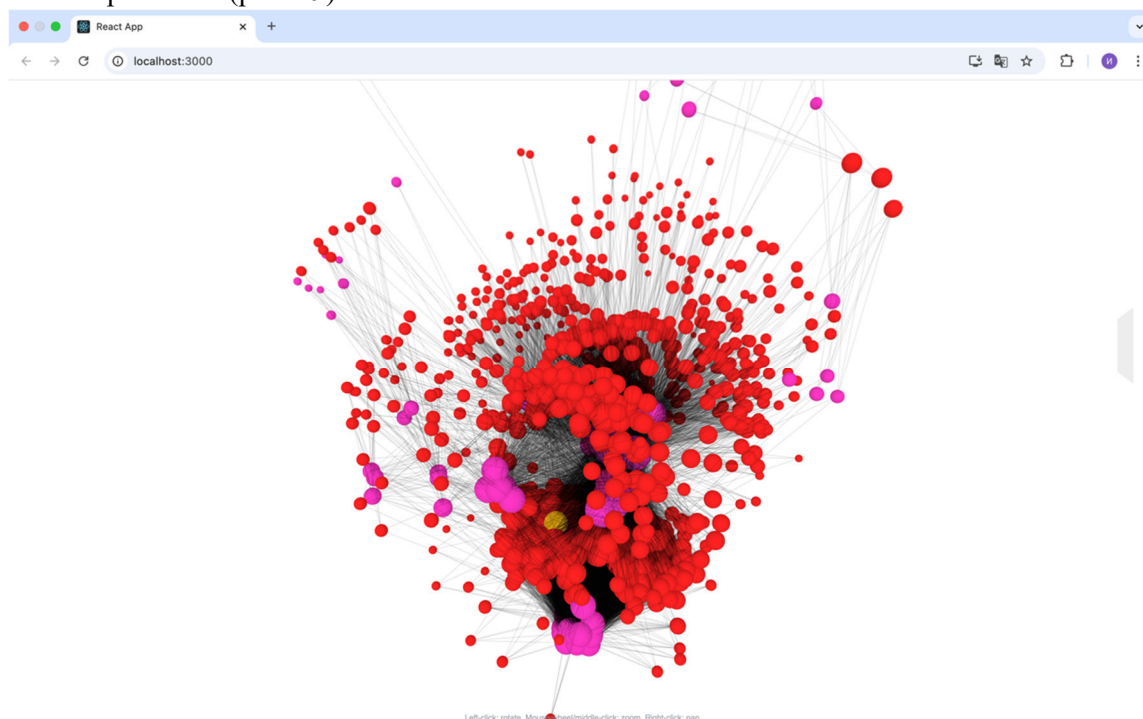 React App
localhost:3000
И
Left-click: rotate, Mouse-wheel/middle-click: zoom, Right-click: pan